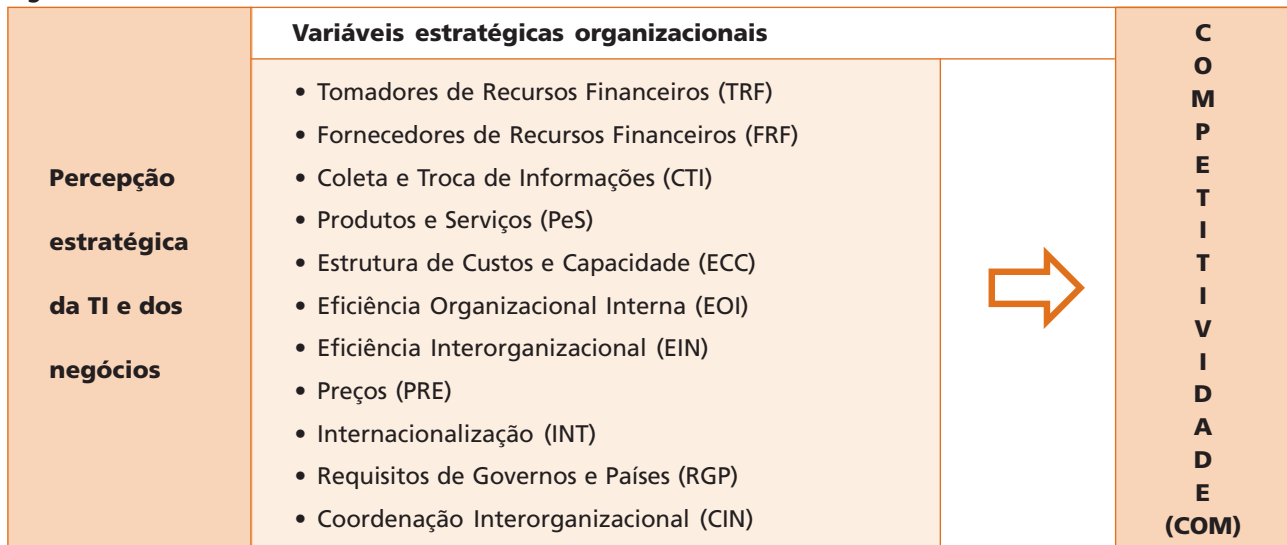 Percepção
estratégica
da TI e dos
negócios
Variáveis estratégicas organizacionais
• Tomadores de Recursos Financeiros (TRF)
• Fornecedores de Recursos Financeiros (FRF)
• Coleta e Troca de Informações (CTI)
• Produtos e Serviços (PeS)
• Estrutura de Custos e Capacidade (ECC)
• Eficiência Organizacional Interna (EOI)
• Eficiência Interorganizacional (EIN)
• Preços (PRE)
• Internacionalização (INT)
• Requisitos de Governos e Países (RGP)
• Coordenação Interorganizacional (CIN)
C
O
M
P
E
T
I
T
I
V
I
D
A
D
E
(COM)